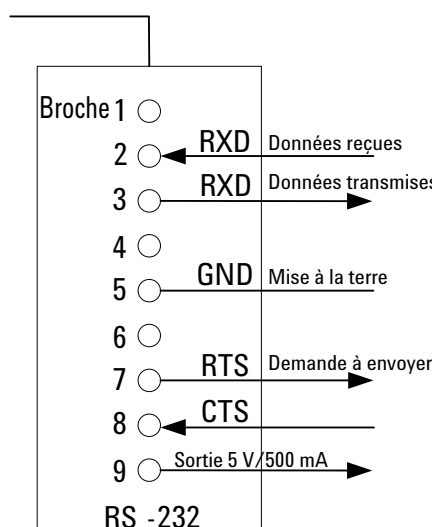 Broche 1
2 RXD Données reçues
3 RXD Données transmises
4
5 GND Mise à la terre
6
7 RTS Demande à envoyer
8 CTS
9 Sortie 5 V/500 mA
RS -232